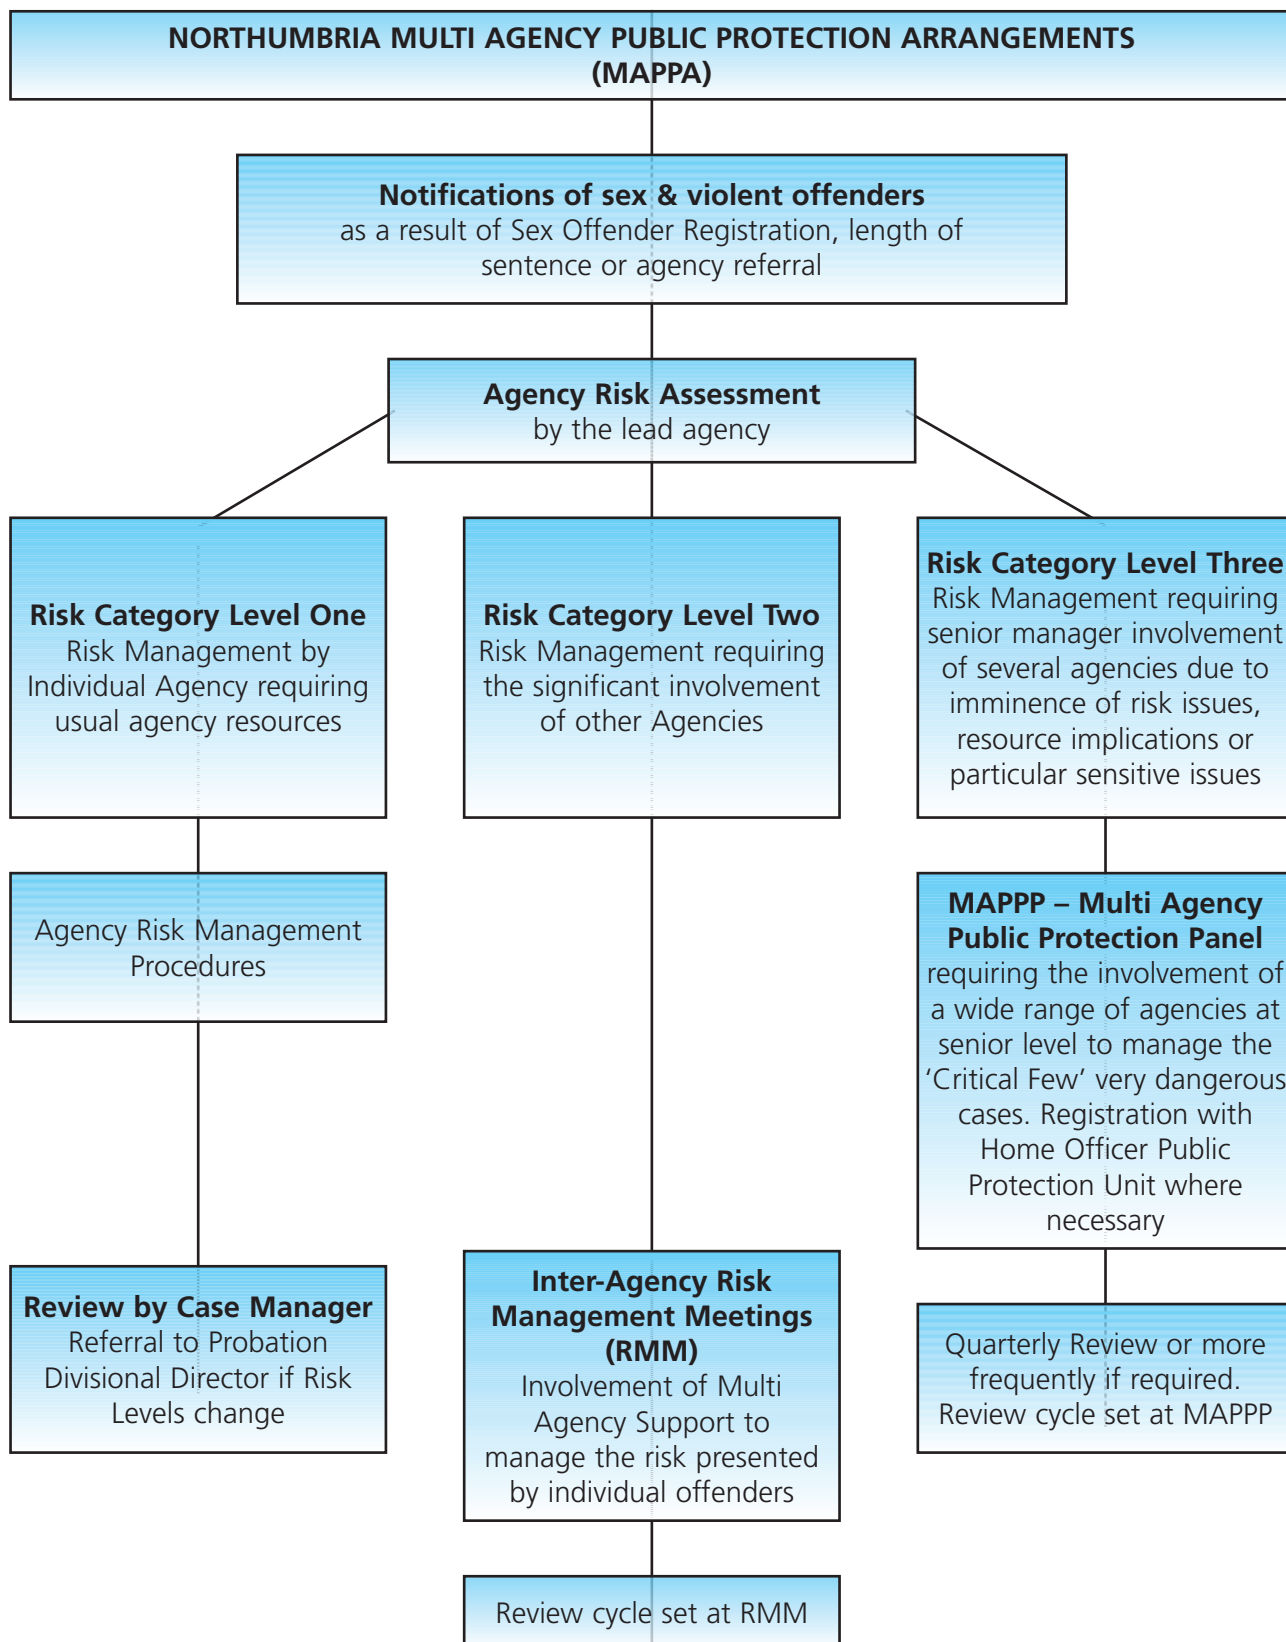 NORTHUMBRIA MULTI AGENCY PUBLIC PROTECTION ARRANGEMENTS
(MAPPA)
Notifications of sex & violent offenders
as a result of Sex Offender Registration, length of
sentence or agency referral
Agency Risk Assessment
by the lead agency
Risk Category Level One
Risk Management by
Individual Agency requiring
usual agency resources
Risk Category Level Two
Risk Management requiring
the significant involvement
of other Agencies
Risk Category Level Three
Risk Management requiring
senior manager involvement
of several agencies due to
imminence of risk issues,
resource implications or
particular sensitive issues
Agency Risk Management
Procedures
MAPPP – Multi Agency
Public Protection Panel
requiring the involvement of
a wide range of agencies at
senior level to manage the
‘Critical Few’ very dangerous
cases. Registration with
Home Officer Public
Protection Unit where
necessary
Review by Case Manager
Referral to Probation
Divisional Director if Risk
Levels change
Inter-Agency Risk
Management Meetings
(RMM)
Involvement of Multi
Agency Support to
manage the risk presented
by individual offenders
Quarterly Review or more
frequently if required.
Review cycle set at MAPPP
Review cycle set at RMM